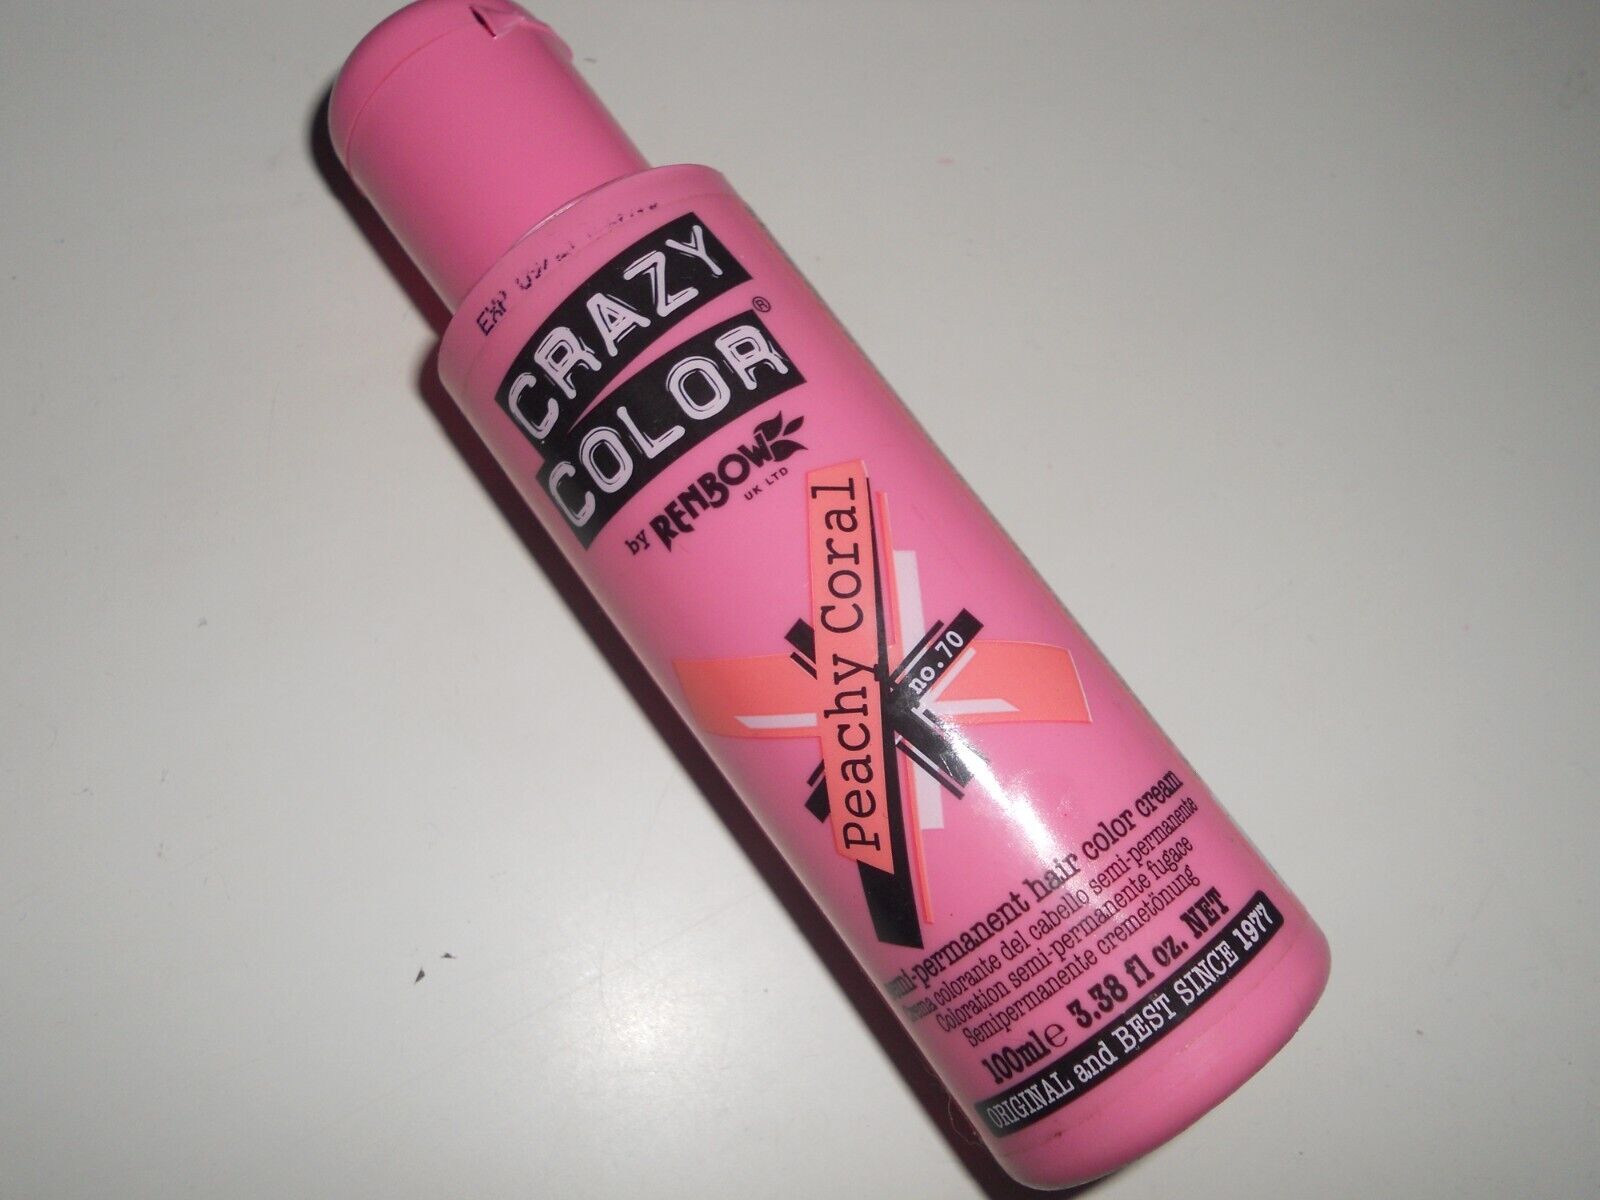 EXP
CRAZY
COLOR®
by RENBOW
UK LTD
Peachy Coral
no.70
semi-permanent hair color cream
Crema colorante del cabello semi-permanente
Coloration semi-permanente fugace
Semipermanente cremetönung
100ml℮ 3.38 fl oz. NET
ORIGINAL and BEST SINCE 1977